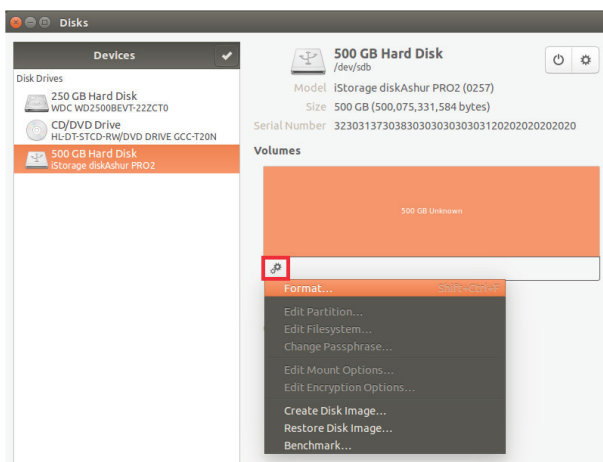 Disks
Devices
Disk Drives
250 GB Hard Disk
WDC WD2500BEVT-22ZCT0
CD/DVD Drive
HL-DT-STCD-RW/DVD DRIVE GCC-T20N
500 GB Hard Disk
iStorage diskAshur PRO2
500 GB Hard Disk
/dev/sdb
Model iStorage diskAshur PRO2 (0257)
Size 500 GB (500,075,331,584 bytes)
Serial Number 32303137303830303030303031202020202020
Volumes
500 GB Unknown
Format... Shift+Ctrl+F
Edit Partition...
Edit Filesystem...
Change Passphrase...
Edit Mount Options...
Edit Encryption Options...
Create Disk Image...
Restore Disk Image...
Benchmark...